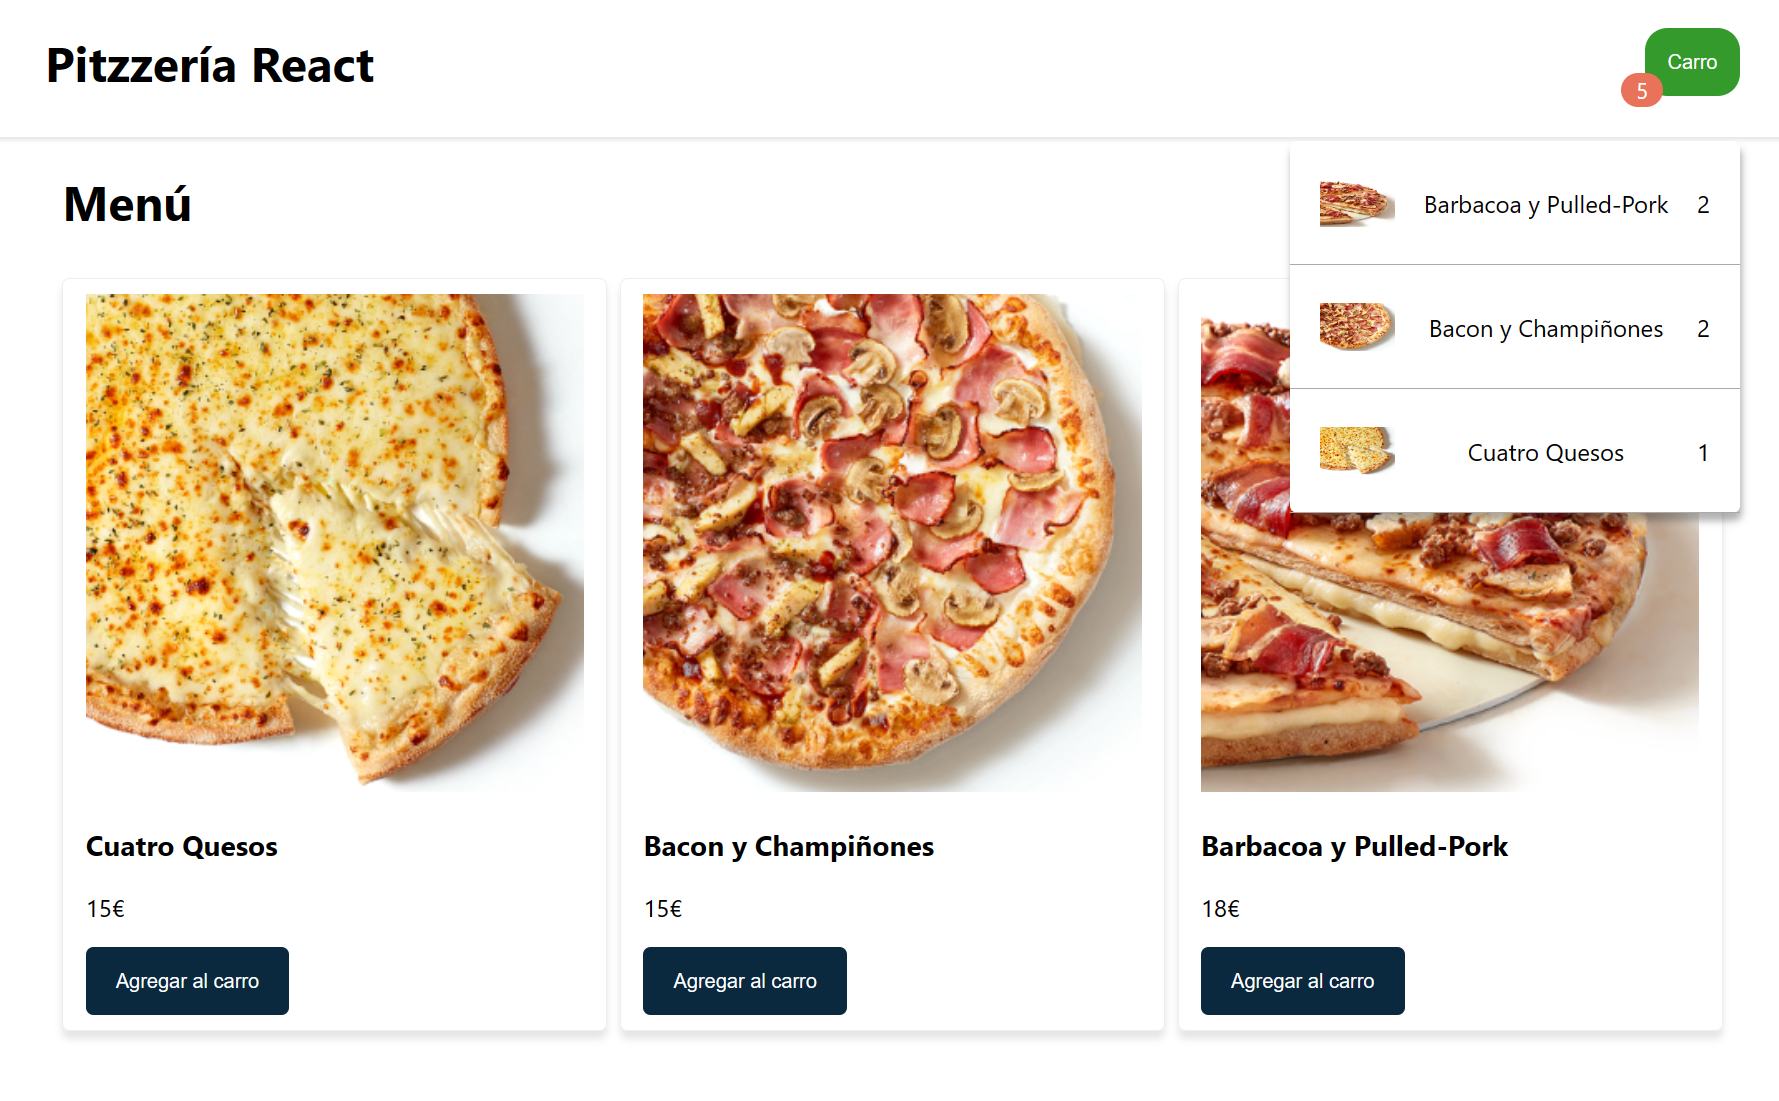 Pitzzería React
Carro
5
Menú
Barbacoa y Pulled-Pork 2
Bacon y Champiñones 2
Cuatro Quesos 1
Cuatro Quesos
15€
Agregar al carro
Bacon y Champiñones
15€
Agregar al carro
Barbacoa y Pulled-Pork
18€
Agregar al carro